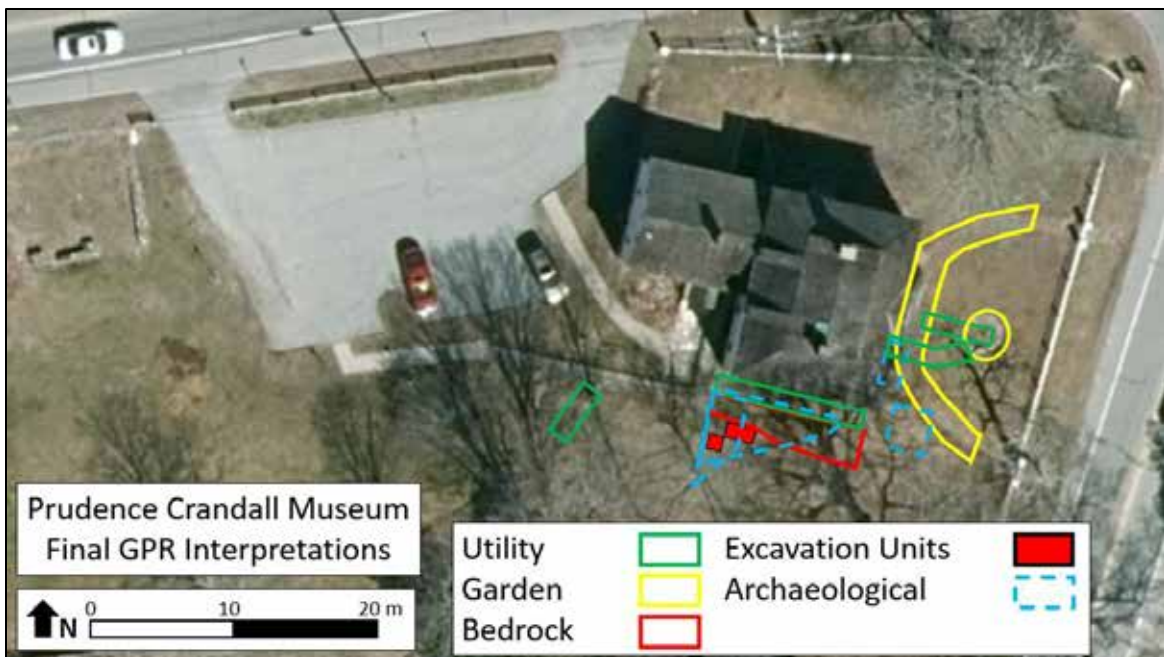 Prudence Crandall Museum
Final GPR Interpretations
N 0 10 20 m
Utility
Garden
Bedrock
Excavation Units
Archaeological